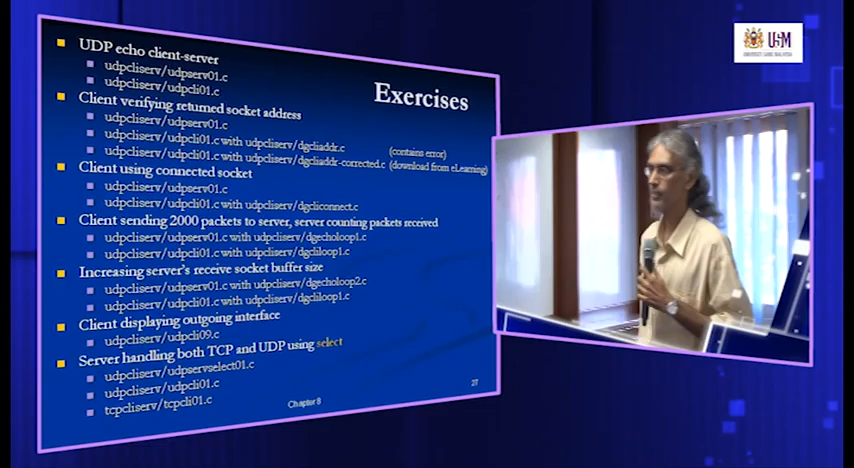 Exercises
UDP echo client-server
udpcliserv/udpserv01.c
udpcliserv/udpcli01.c
Client verifying returned socket address
udpcliserv/udpserv01.c
udpcliserv/udpcli01.c with udpcliserv/dgcliaddr.c (contains error)
udpcliserv/udpcli01.c with udpcliserv/dgcliaddr-corrected.c (download from eLearning)
Client using connected socket
udpcliserv/udpserv01.c
udpcliserv/udpcli01.c with udpcliserv/dgcliconnect.c
Client sending 2000 packets to server, server counting packets received
udpcliserv/udpserv01.c with udpcliserv/dgecholoop1.c
udpcliserv/udpcli01.c with udpcliserv/dgcliloop1.c
Increasing server's receive socket buffer size
udpcliserv/udpserv01.c with udpcliserv/dgecholoop2.c
udpcliserv/udpcli01.c with udpcliserv/dgcliloop1.c
Client displaying outgoing interface
udpcliserv/udpcli09.c
Server handling both TCP and UDP using select
udpcliserv/udpservselect01.c
udpcliserv/udpcli01.c
tcpcliserv/tcpcli01.c
Chapter 8
27
USM
UNIVERSITI SAINS MALAYSIA